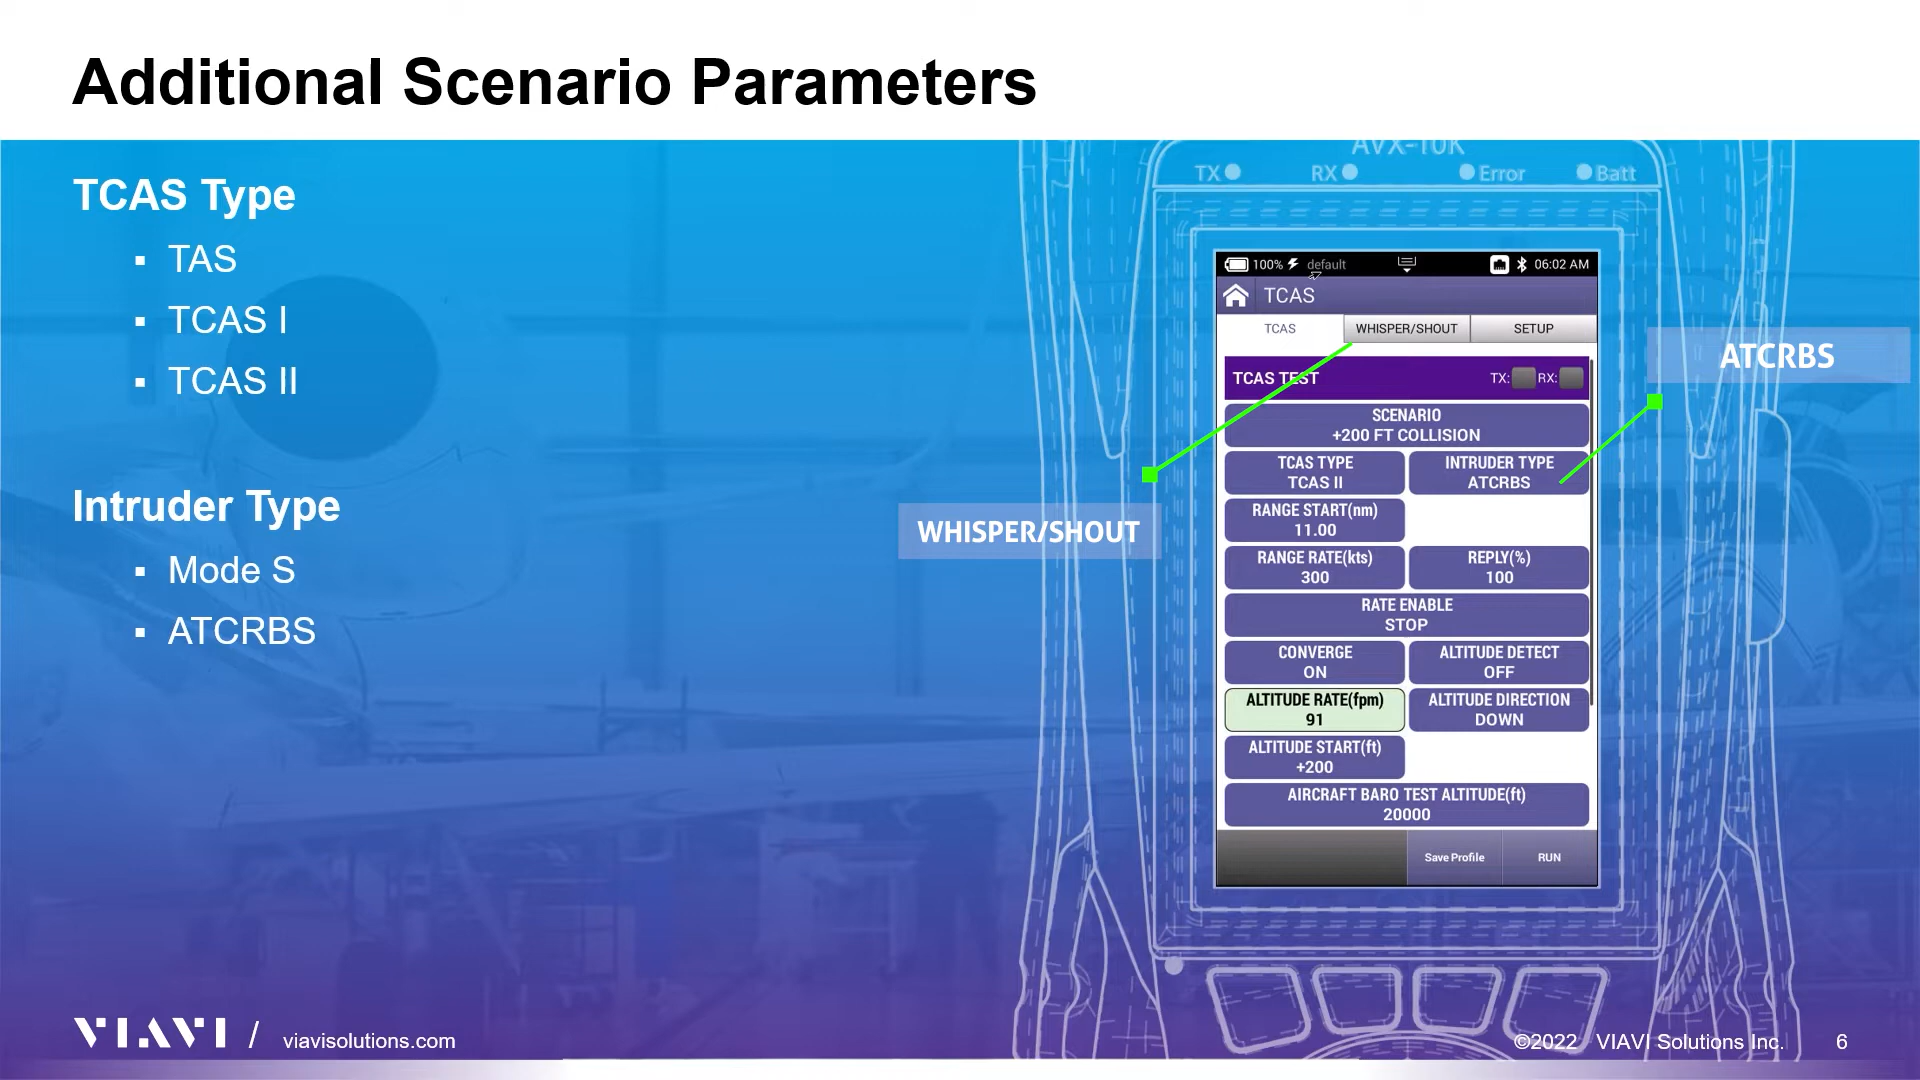 Additional Scenario Parameters
TCAS Type
▪ TAS
▪ TCAS I
▪ TCAS II
Intruder Type
▪ Mode S
▪ ATCRBS
AVX-10K
TX RX Error Batt
100% default 06:02 AM
TCAS
TCAS WHISPER/SHOUT SETUP
TCAS TEST TX: RX:
SCENARIO
+200 FT COLLISION
TCAS TYPE
TCAS II
INTRUDER TYPE
ATCRBS
RANGE START(nm)
11.00
RANGE RATE(kts)
300
REPLY(%)
100
RATE ENABLE
STOP
CONVERGE
ON
ALTITUDE DETECT
OFF
ALTITUDE RATE(fpm)
91
ALTITUDE DIRECTION
DOWN
ALTITUDE START(ft)
+200
AIRCRAFT BARO TEST ALTITUDE(ft)
20000
Save Profile RUN
WHISPER/SHOUT
ATCRBS
VIAVI / viavisolutions.com
©2022 VIAVI Solutions Inc. 6